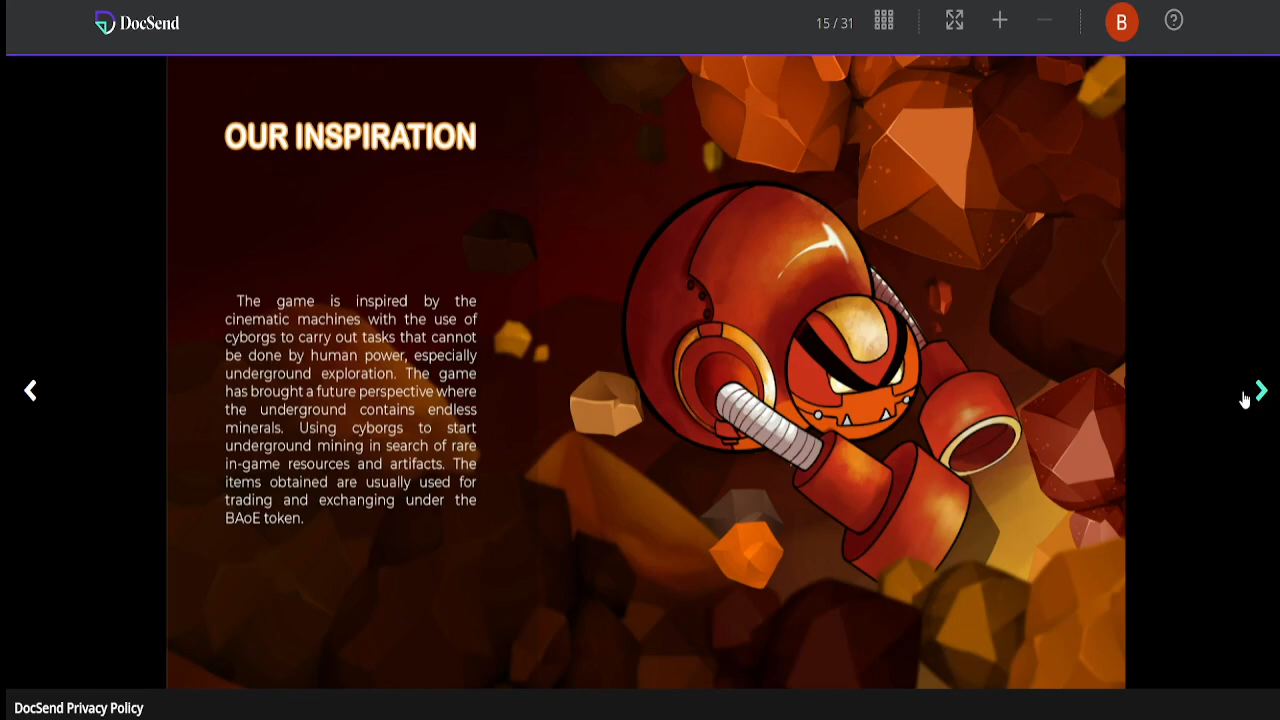 DocSend
15 / 31
B
?
OUR INSPIRATION
The game is inspired by the
cinematic machines with the use of
cyborgs to carry out tasks that cannot
be done by human power, especially
underground exploration. The game
has brought a future perspective where
the underground contains endless
minerals. Using cyborgs to start
underground mining in search of rare
in-game resources and artifacts. The
items obtained are usually used for
trading and exchanging under the
BAoE token.
DocSend Privacy Policy